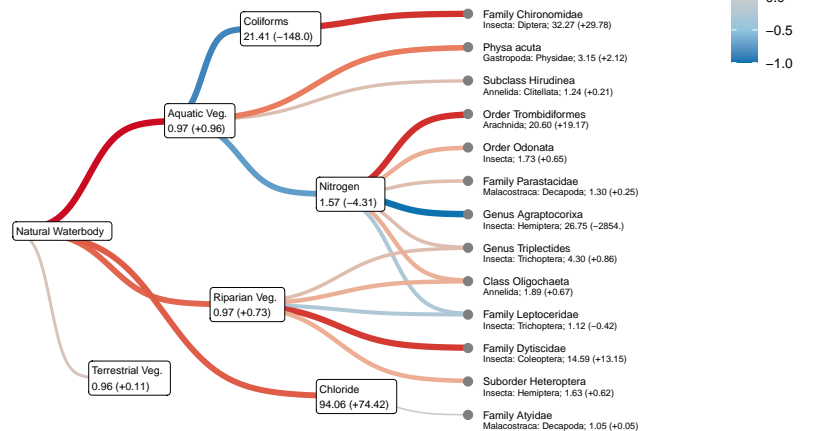 Coliforms
21.41 (−148.0)
Aquatic Veg.
0.97 (+0.96)
Nitrogen
1.57 (−4.31)
Natural Waterbody
Riparian Veg.
0.97 (+0.73)
Terrestrial Veg.
0.96 (+0.11)
Chloride
94.06 (+74.42)
Family Chironomidae
Insecta: Diptera; 32.27 (+29.78)
Physa acuta
Gastropoda: Physidae; 3.15 (+2.12)
Subclass Hirudinea
Annelida: Clitellata; 1.24 (+0.21)
Order Trombidiformes
Arachnida; 20.60 (+19.17)
Order Odonata
Insecta; 1.73 (+0.65)
Family Parastacidae
Malacostraca: Decapoda; 1.30 (+0.25)
Genus Agraptocorixa
Insecta: Hemiptera; 26.75 (−2854.)
Genus Triplectides
Insecta: Trichoptera; 4.30 (+0.86)
Class Oligochaeta
Annelida; 1.89 (+0.67)
Family Leptoceridae
Insecta: Trichoptera; 1.12 (−0.42)
Family Dytiscidae
Insecta: Coleoptera; 14.59 (+13.15)
Suborder Heteroptera
Insecta: Hemiptera; 1.63 (+0.62)
Family Atyidae
Malacostraca: Decapoda; 1.05 (+0.05)
−0.5
−1.0